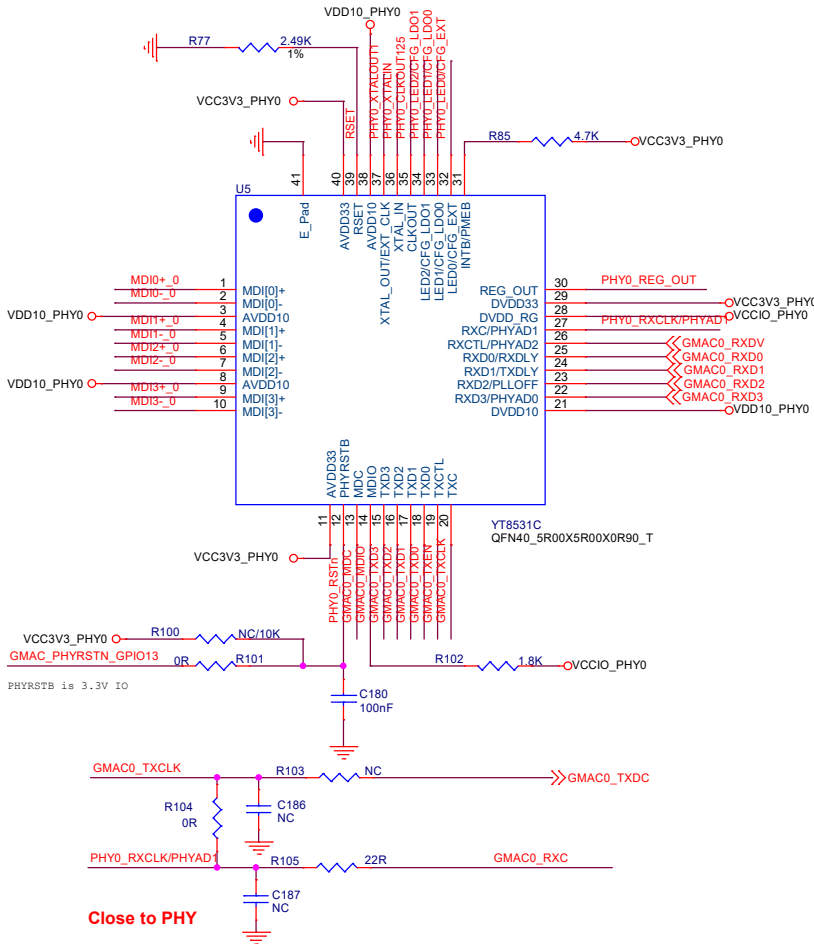 VDD10_PHY0
R77
2.49K
1%
VCC3V3_PHY0
RSET
PHY0_XTALOUT1
PHY0_XTALIN
PHY0_CLKOUT125
PHY0_LED2/CFG_LDO1
PHY0_LED1/CFG_LDO0
PHY0_LED0/CFG_EXT
R85
4.7K
VCC3V3_PHY0
41
40
39
38
37
36
35
34
33
32
31
U5
E_Pad
AVDD33
RSET
AVDD10
XTAL_OUT/EXT_CLK
XTAL_IN
CLKOUT
LED2/CFG_LDO1
LED1/CFG_LDO0
LED0/CFG_EXT
INTB/PMEB
MDI0+_0 1 MDI[0]+
MDI0-_0 2 MDI[0]-
VDD10_PHY0 3 AVDD10
MDI1+_0 4 MDI[1]+
MDI1-_0 5 MDI[1]-
MDI2+_0 6 MDI[2]+
MDI2-_0 7 MDI[2]-
VDD10_PHY0 8 AVDD10
MDI3+_0 9 MDI[3]+
MDI3-_0 10 MDI[3]-
REG_OUT 30 PHY0_REG_OUT
DVDD33 29 VCC3V3_PHY0
DVDD_RG 28 VCCIO_PHY0
RXC/PHYAD1 27 PHY0_RXCLK/PHYAD1
RXCTL/PHYAD2 26 GMAC0_RXDV
RXD0/RXDLY 25 GMAC0_RXD0
RXD1/TXDLY 24 GMAC0_RXD1
RXD2/PLLOFF 23 GMAC0_RXD2
RXD3/PHYAD0 22 GMAC0_RXD3
DVDD10 21 VDD10_PHY0
AVDD33
PHYRSTB
MDC
MDIO
TXD3
TXD2
TXD1
TXD0
TXCTL
TXC
11
12
13
14
15
16
17
18
19
20
YT8531C
QFN40_5R00X5R00X0R90_T
VCC3V3_PHY0
PHY0_RSTn
GMAC0_MDC
GMAC0_MDIO
GMAC0_TXD3
GMAC0_TXD2
GMAC0_TXD1
GMAC0_TXD0
GMAC0_TXEN
GMAC0_TXCLK
VCC3V3_PHY0
R100
NC/10K
GMAC_PHYRSTN_GPIO13
0R
R101
R102
1.8K
VCCIO_PHY0
PHYRSTB is 3.3V IO
C180
100nF
GMAC0_TXCLK
R103
NC
GMAC0_TXDC
R104
0R
C186
NC
PHY0_RXCLK/PHYAD1
R105
22R
GMAC0_RXC
C187
NC
Close to PHY